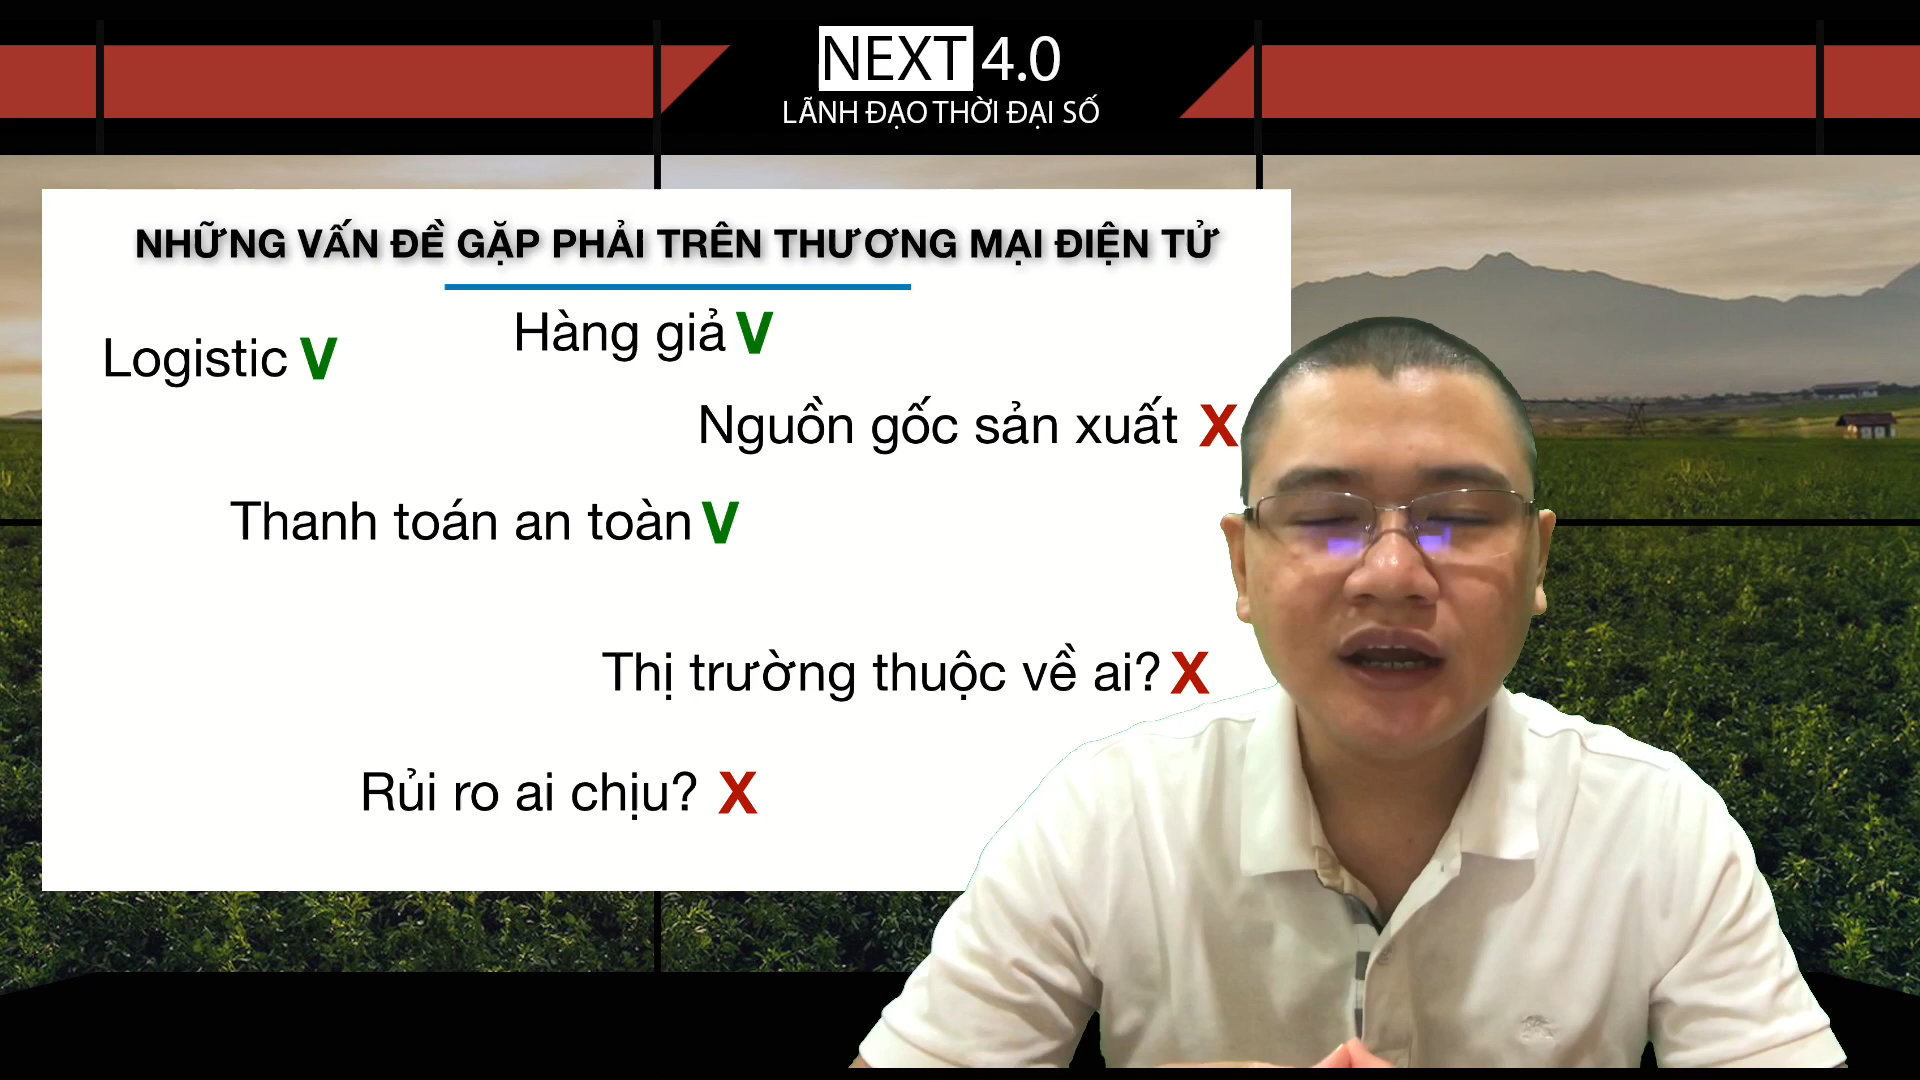 NEXT 4.0
LÃNH ĐẠO THỜI ĐẠI SỐ
NHỮNG VẤN ĐỀ GẶP PHẢI TRÊN THƯƠNG MẠI ĐIỆN TỬ
Hàng giả V
Logistic V
Nguồn gốc sản xuất X
Thanh toán an toàn V
Thị trường thuộc về ai? X
Rủi ro ai chịu? X